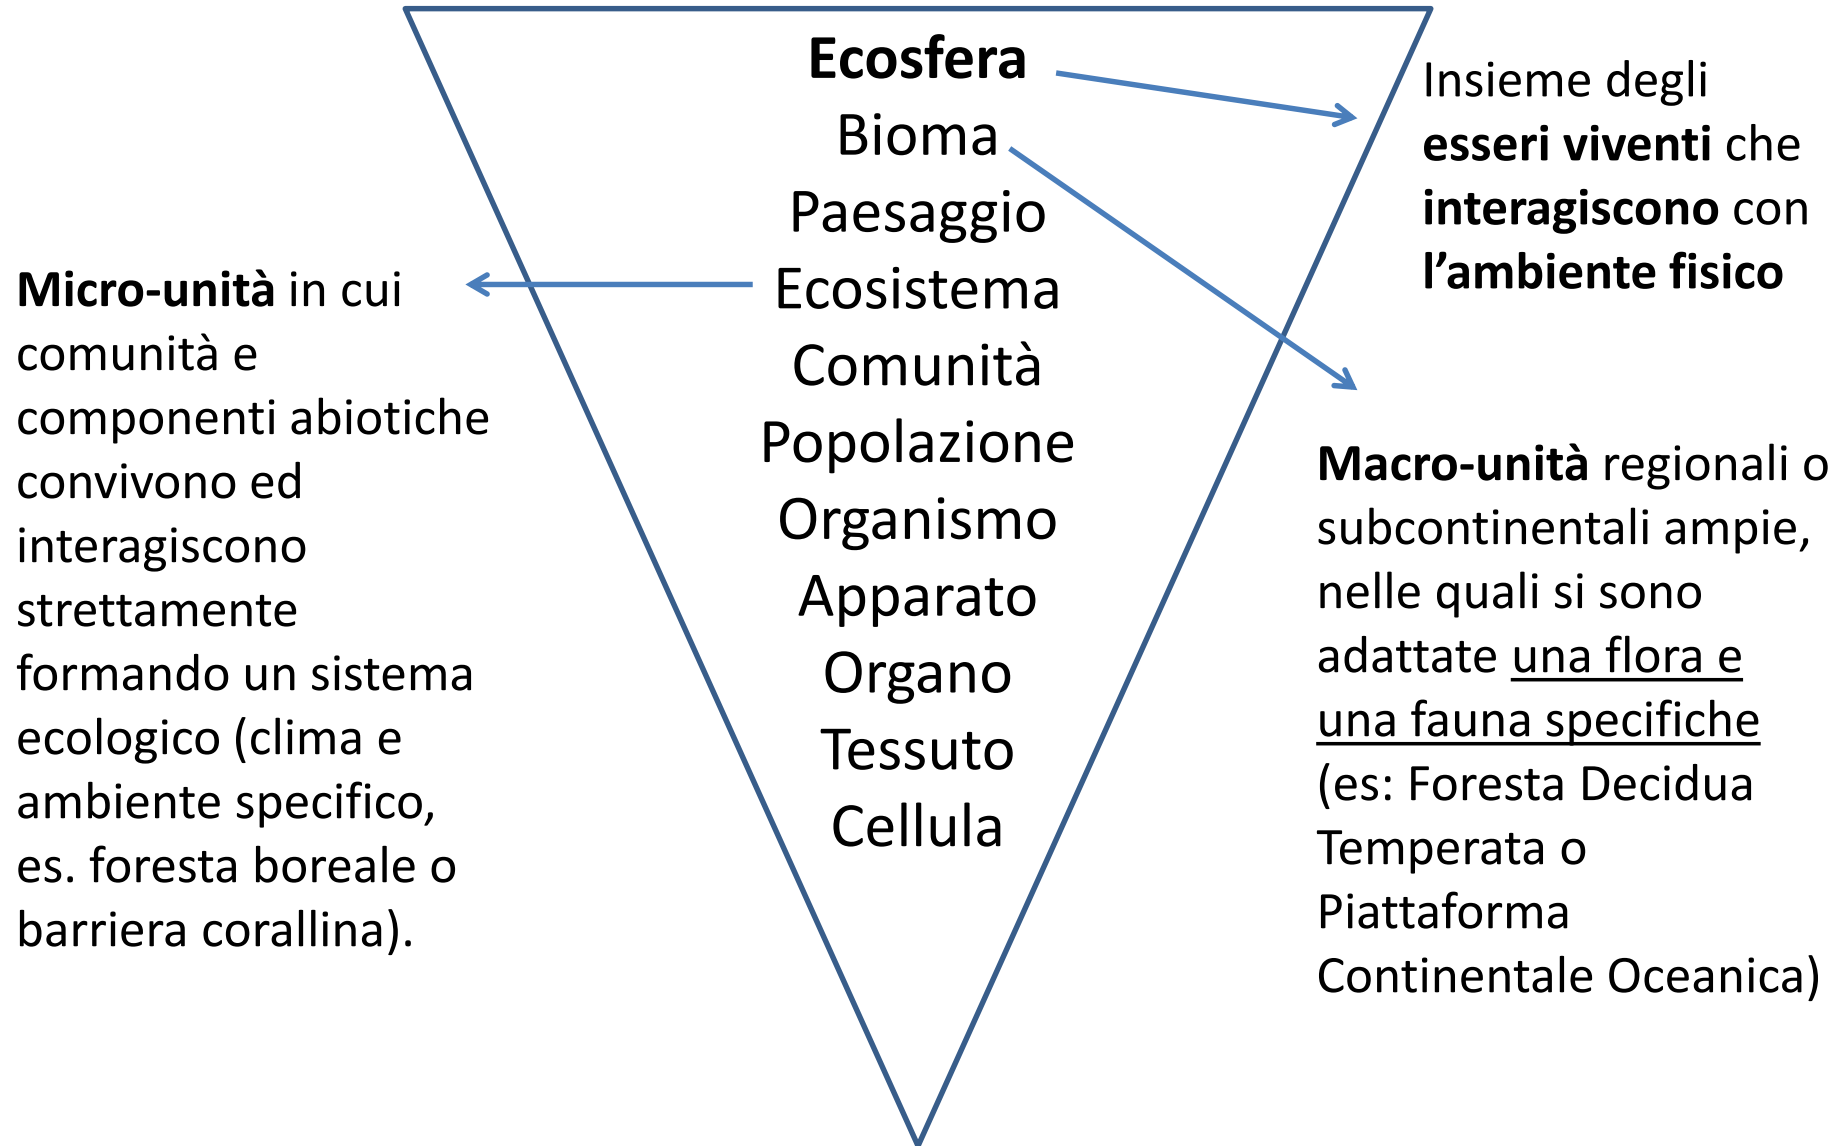 Ecosfera
Bioma
Paesaggio
Ecosistema
Comunità
Popolazione
Organismo
Apparato
Organo
Tessuto
Cellula
Insieme degli
esseri viventi che
interagiscono con
l’ambiente fisico
Micro-unità in cui
comunità e
componenti abiotiche
convivono ed
interagiscono
strettamente
formando un sistema
ecologico (clima e
ambiente specifico,
es. foresta boreale o
barriera corallina).
Macro-unità regionali o
subcontinentali ampie,
nelle quali si sono
adattate una flora e
una fauna specifiche
(es: Foresta Decidua
Temperata o
Piattaforma
Continentale Oceanica)